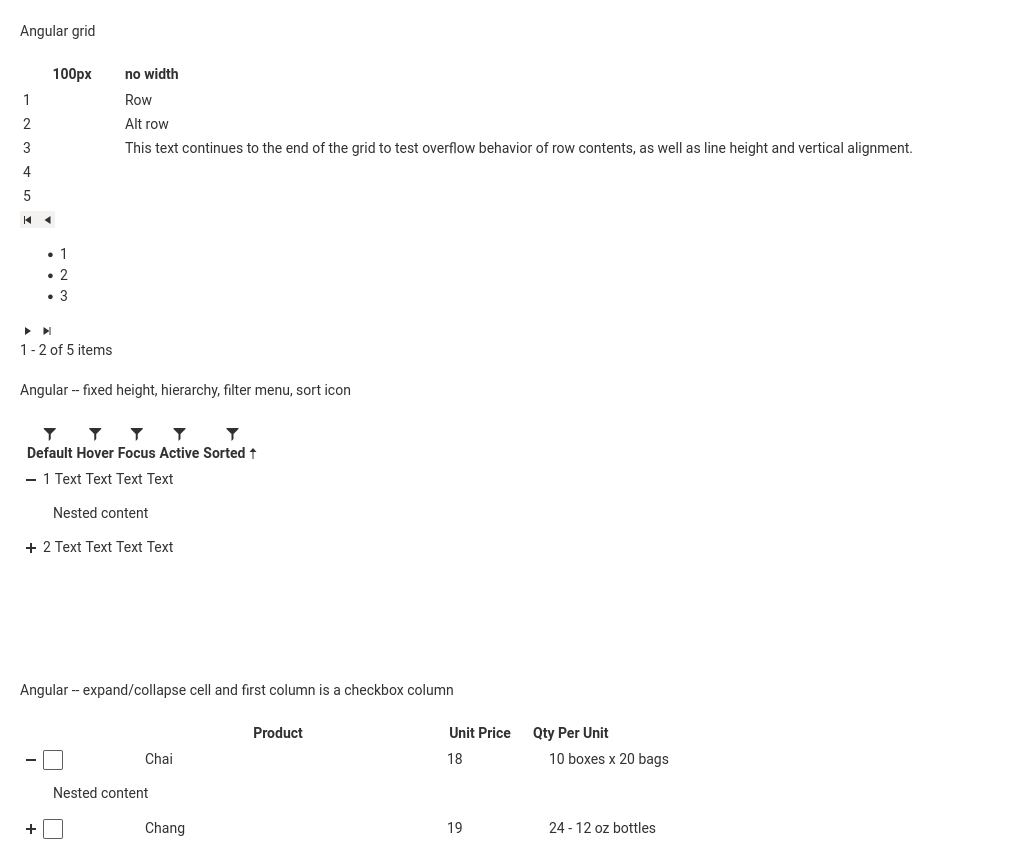 Angular grid
100px no width
1 Row
2 Alt row
3 This text continues to the end of the grid to test overflow behavior of row contents, as well as line height and vertical alignment.
4
5
• 1
• 2
• 3
1 - 2 of 5 items
Angular -- fixed height, hierarchy, filter menu, sort icon
Default Hover Focus Active Sorted ↑
1 Text Text Text Text
Nested content
2 Text Text Text Text
Angular -- expand/collapse cell and first column is a checkbox column
Product Unit Price Qty Per Unit
Chai 18 10 boxes x 20 bags
Nested content
Chang 19 24 - 12 oz bottles